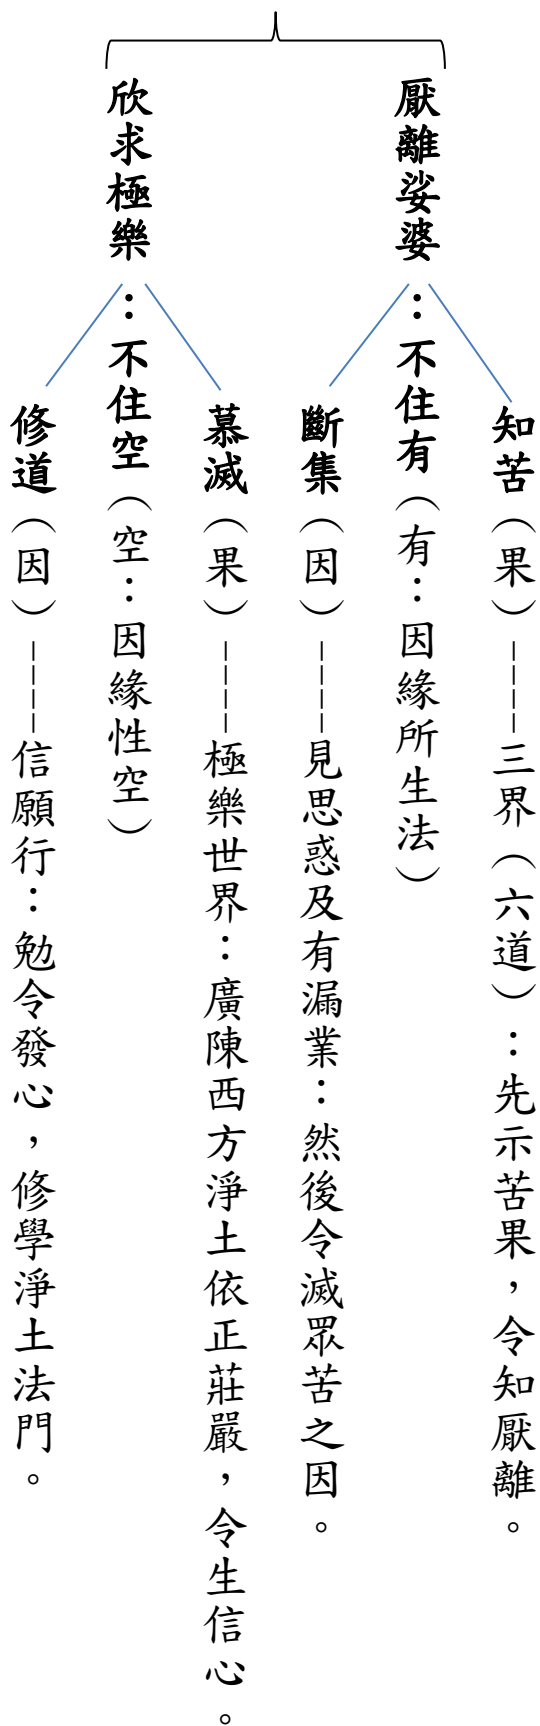 知苦（果）-----三界（六道）：先示苦果，令知厭離。
厭離娑婆：不住有（有：因緣所生法）
斷集（因）-----見思惑及有漏業：然後令滅眾苦之因。
慕滅（果）-----極樂世界：廣陳西方淨土依正莊嚴，令生信心。
欣求極樂：不住空（空：因緣性空）
修道（因）-----信願行：勉令發心，修學淨土法門。